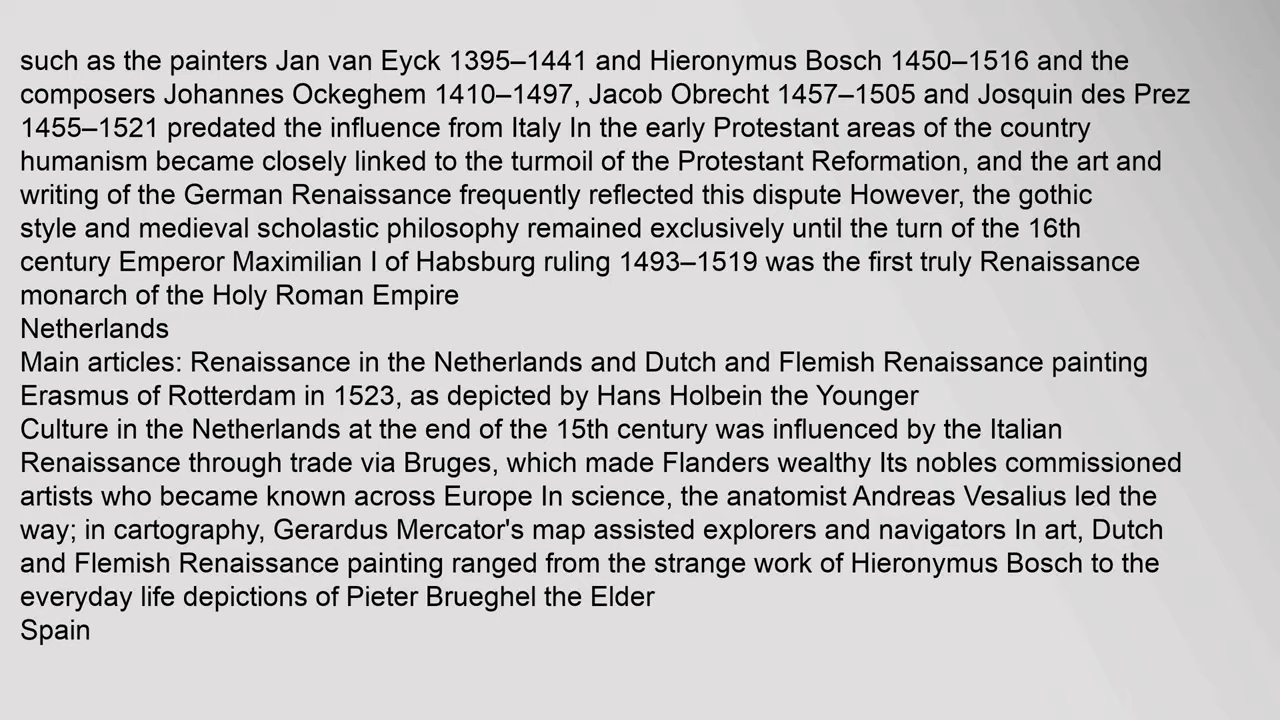 such as the painters Jan van Eyck 1395–1441 and Hieronymus Bosch 1450–1516 and the
composers Johannes Ockeghem 1410–1497, Jacob Obrecht 1457–1505 and Josquin des Prez
1455–1521 predated the influence from Italy In the early Protestant areas of the country
humanism became closely linked to the turmoil of the Protestant Reformation, and the art and
writing of the German Renaissance frequently reflected this dispute However, the gothic
style and medieval scholastic philosophy remained exclusively until the turn of the 16th
century Emperor Maximilian I of Habsburg ruling 1493–1519 was the first truly Renaissance
monarch of the Holy Roman Empire
Netherlands
Main articles: Renaissance in the Netherlands and Dutch and Flemish Renaissance painting
Erasmus of Rotterdam in 1523, as depicted by Hans Holbein the Younger
Culture in the Netherlands at the end of the 15th century was influenced by the Italian
Renaissance through trade via Bruges, which made Flanders wealthy Its nobles commissioned
artists who became known across Europe In science, the anatomist Andreas Vesalius led the
way; in cartography, Gerardus Mercator's map assisted explorers and navigators In art, Dutch
and Flemish Renaissance painting ranged from the strange work of Hieronymus Bosch to the
everyday life depictions of Pieter Brueghel the Elder
Spain